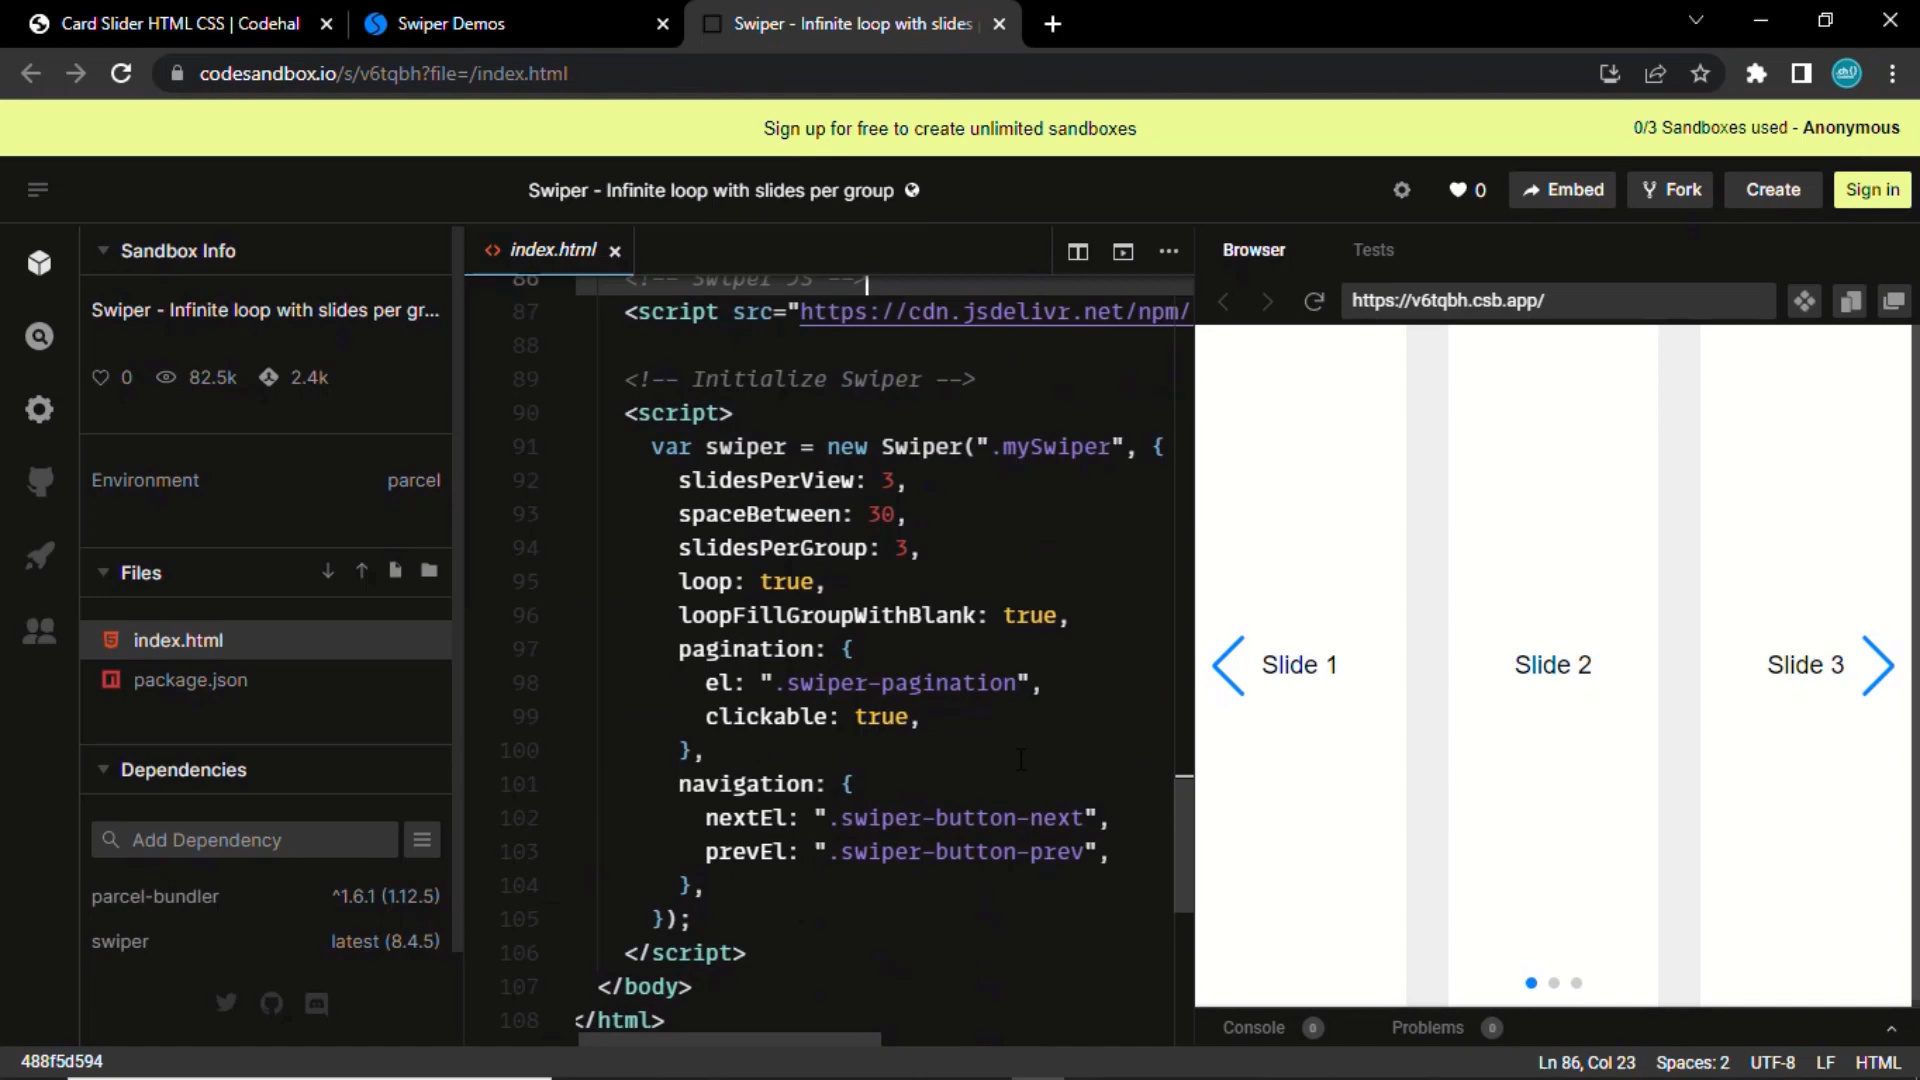 Card Slider HTML CSS | Codehal
Swiper Demos
Swiper - Infinite loop with slides
codesandbox.io/s/v6tqbh?file=/index.html
Sign up for free to create unlimited sandboxes
0/3 Sandboxes used - Anonymous
Swiper - Infinite loop with slides per group
0
Embed
Fork
Create
Sign in
Sandbox Info
Swiper - Infinite loop with slides per gr...
0
82.5k
2.4k
Environment
parcel
Files
index.html
package.json
Dependencies
Add Dependency
parcel-bundler
^1.6.1 (1.12.5)
swiper
latest (8.4.5)
index.html
86 <!-- Swiper JS -->
87 <script src="https://cdn.jsdelivr.net/npm/
88
89 <!-- Initialize Swiper -->
90 <script>
91 var swiper = new Swiper(".mySwiper", {
92 slidesPerView: 3,
93 spaceBetween: 30,
94 slidesPerGroup: 3,
95 loop: true,
96 loopFillGroupWithBlank: true,
97 pagination: {
98 el: ".swiper-pagination",
99 clickable: true,
100 },
101 navigation: {
102 nextEl: ".swiper-button-next",
103 prevEl: ".swiper-button-prev",
104 },
105 });
106 </script>
107 </body>
108 </html>
Browser
Tests
https://v6tqbh.csb.app/
Slide 1
Slide 2
Slide 3
Console 0
Problems 0
488f5d594
Ln 86, Col 23
Spaces: 2
UTF-8
LF
HTML